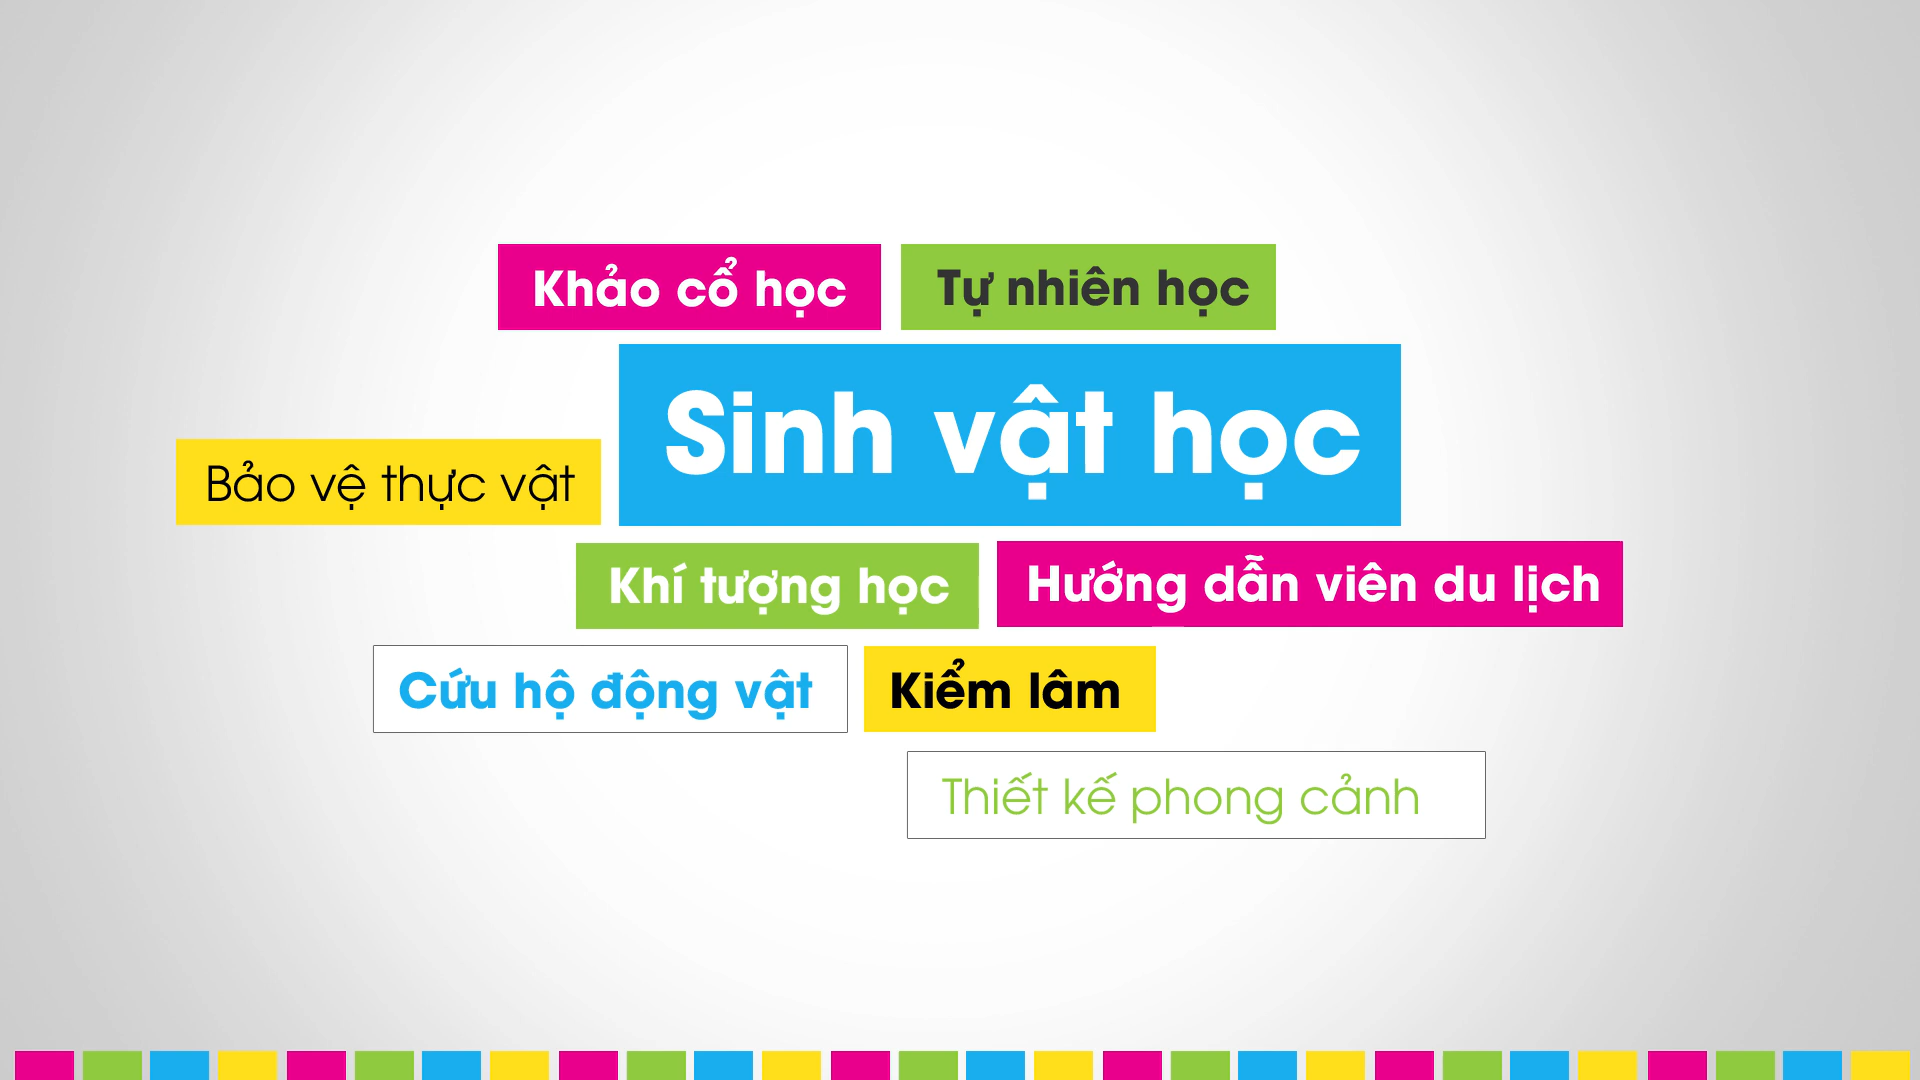 Khảo cổ học
Tự nhiên học
Sinh vật học
Bảo vệ thực vật
Khí tượng học
Hướng dẫn viên du lịch
Cứu hộ động vật
Kiểm lâm
Thiết kế phong cảnh